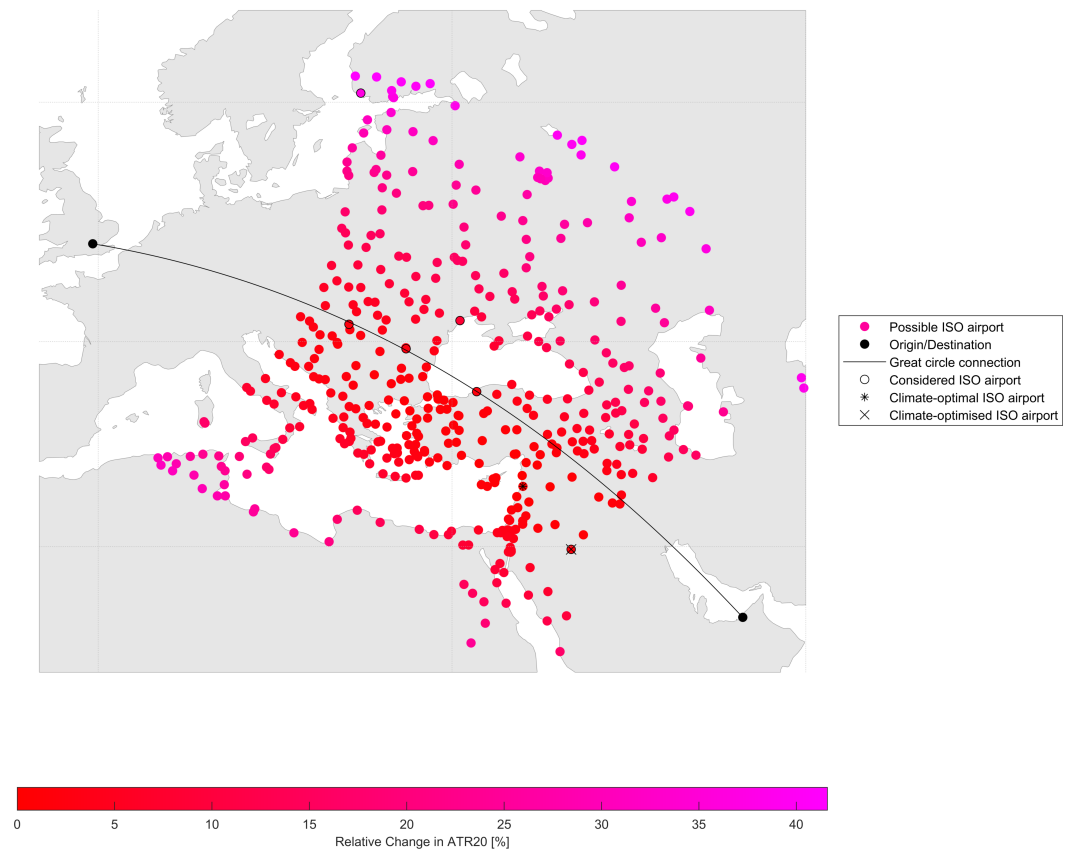 Possible ISO airport
Origin/Destination
Great circle connection
Considered ISO airport
Climate-optimal ISO airport
Climate-optimised ISO airport
0 5 10 15 20 25 30 35 40
Relative Change in ATR20 [%]